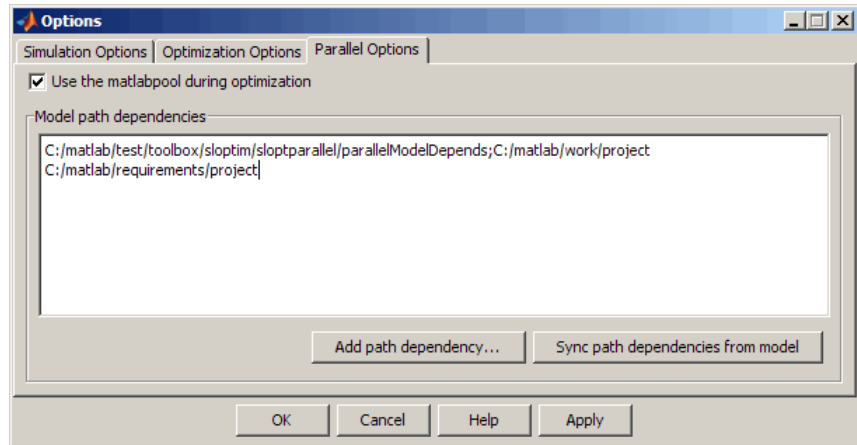 Options
Simulation Options Optimization Options Parallel Options
Use the matlabpool during optimization
Model path dependencies
C:/matlab/test/toolbox/sloptim/sloptparallel/parallelModelDepends;C:/matlab/work/project
C:/matlab/requirements/project
Add path dependency... Sync path dependencies from model
OK Cancel Help Apply